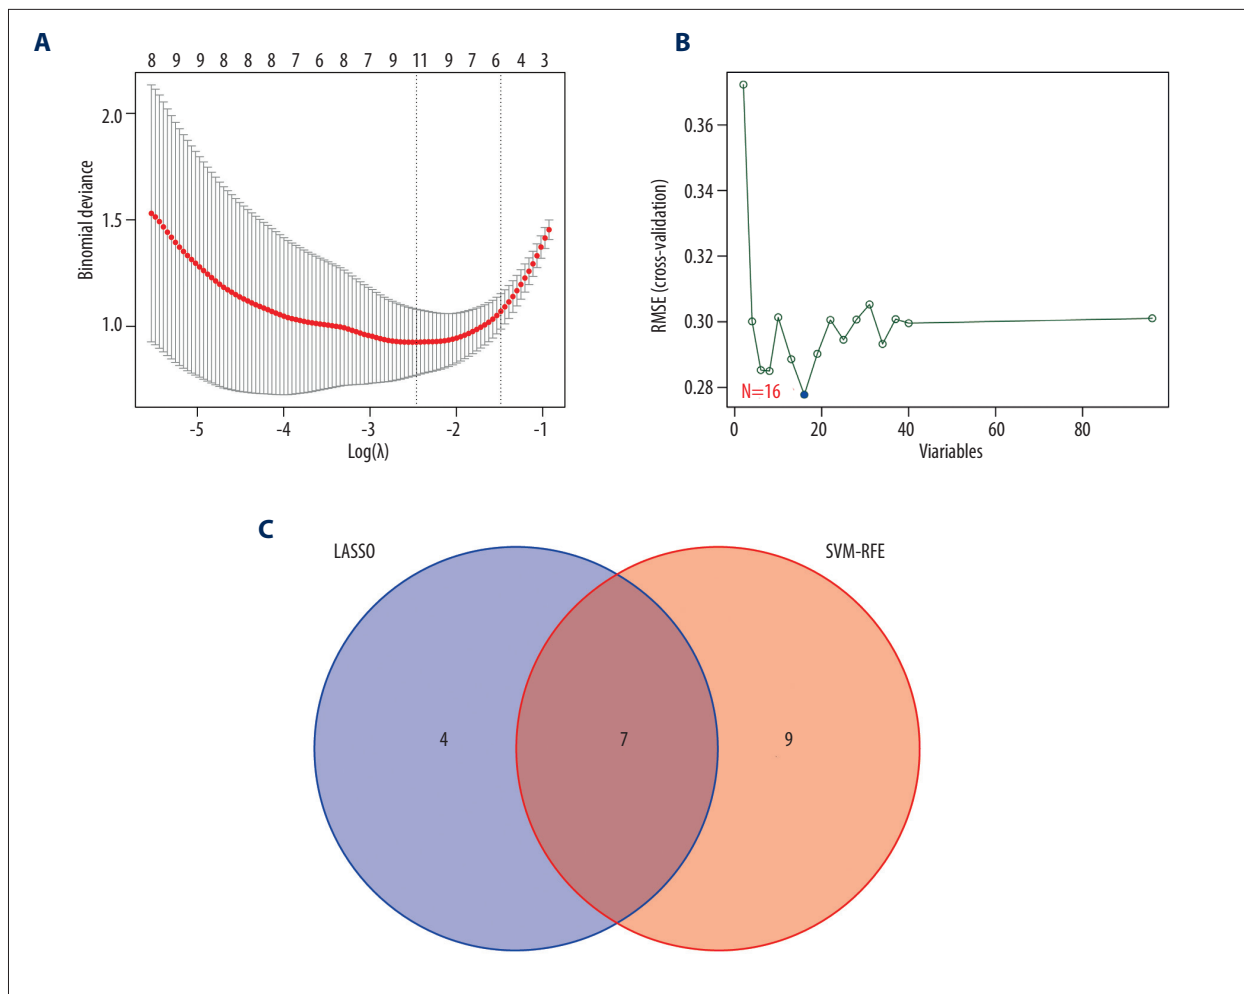 A
8 9 9 8 8 8 7 6 8 7 9 11 9 7 6 4 3
2.0
1.5
1.0
Binomial deviance
-5 -4 -3 -2 -1
Log(λ)
B
0.36
0.34
0.32
0.30
0.28
RMSE (cross-validation)
N=16
0 20 40 60 80
Viariables
C
LASSO
SVM-RFE
4 7 9